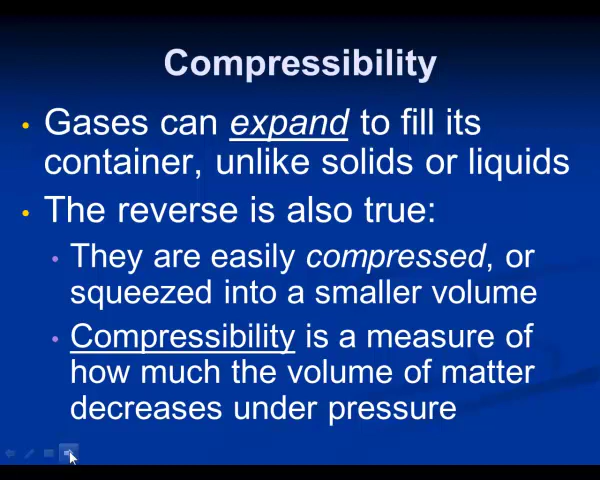 Compressibility
• Gases can expand to fill its
container, unlike solids or liquids
• The reverse is also true:
• They are easily compressed, or
squeezed into a smaller volume
• Compressibility is a measure of
how much the volume of matter
decreases under pressure